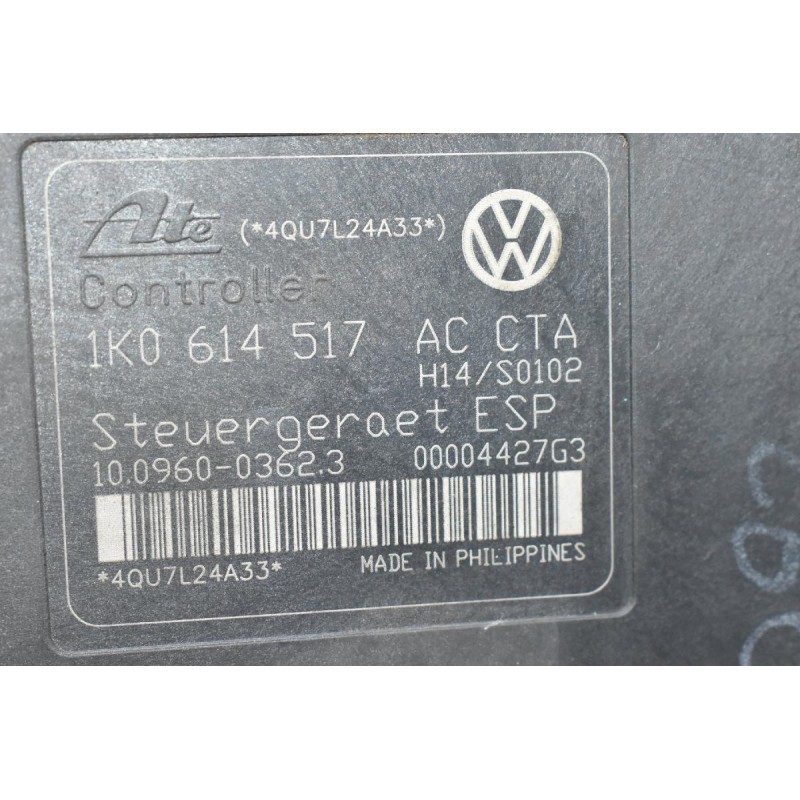 Ate (*4QU7L24A33*)
Controller
1K0 614 517 AC CTA
H14/S0102
Steuergeraet ESP
10.0960-0362.3 00004427G3
*4QU7L24A33* MADE IN PHILIPPINES